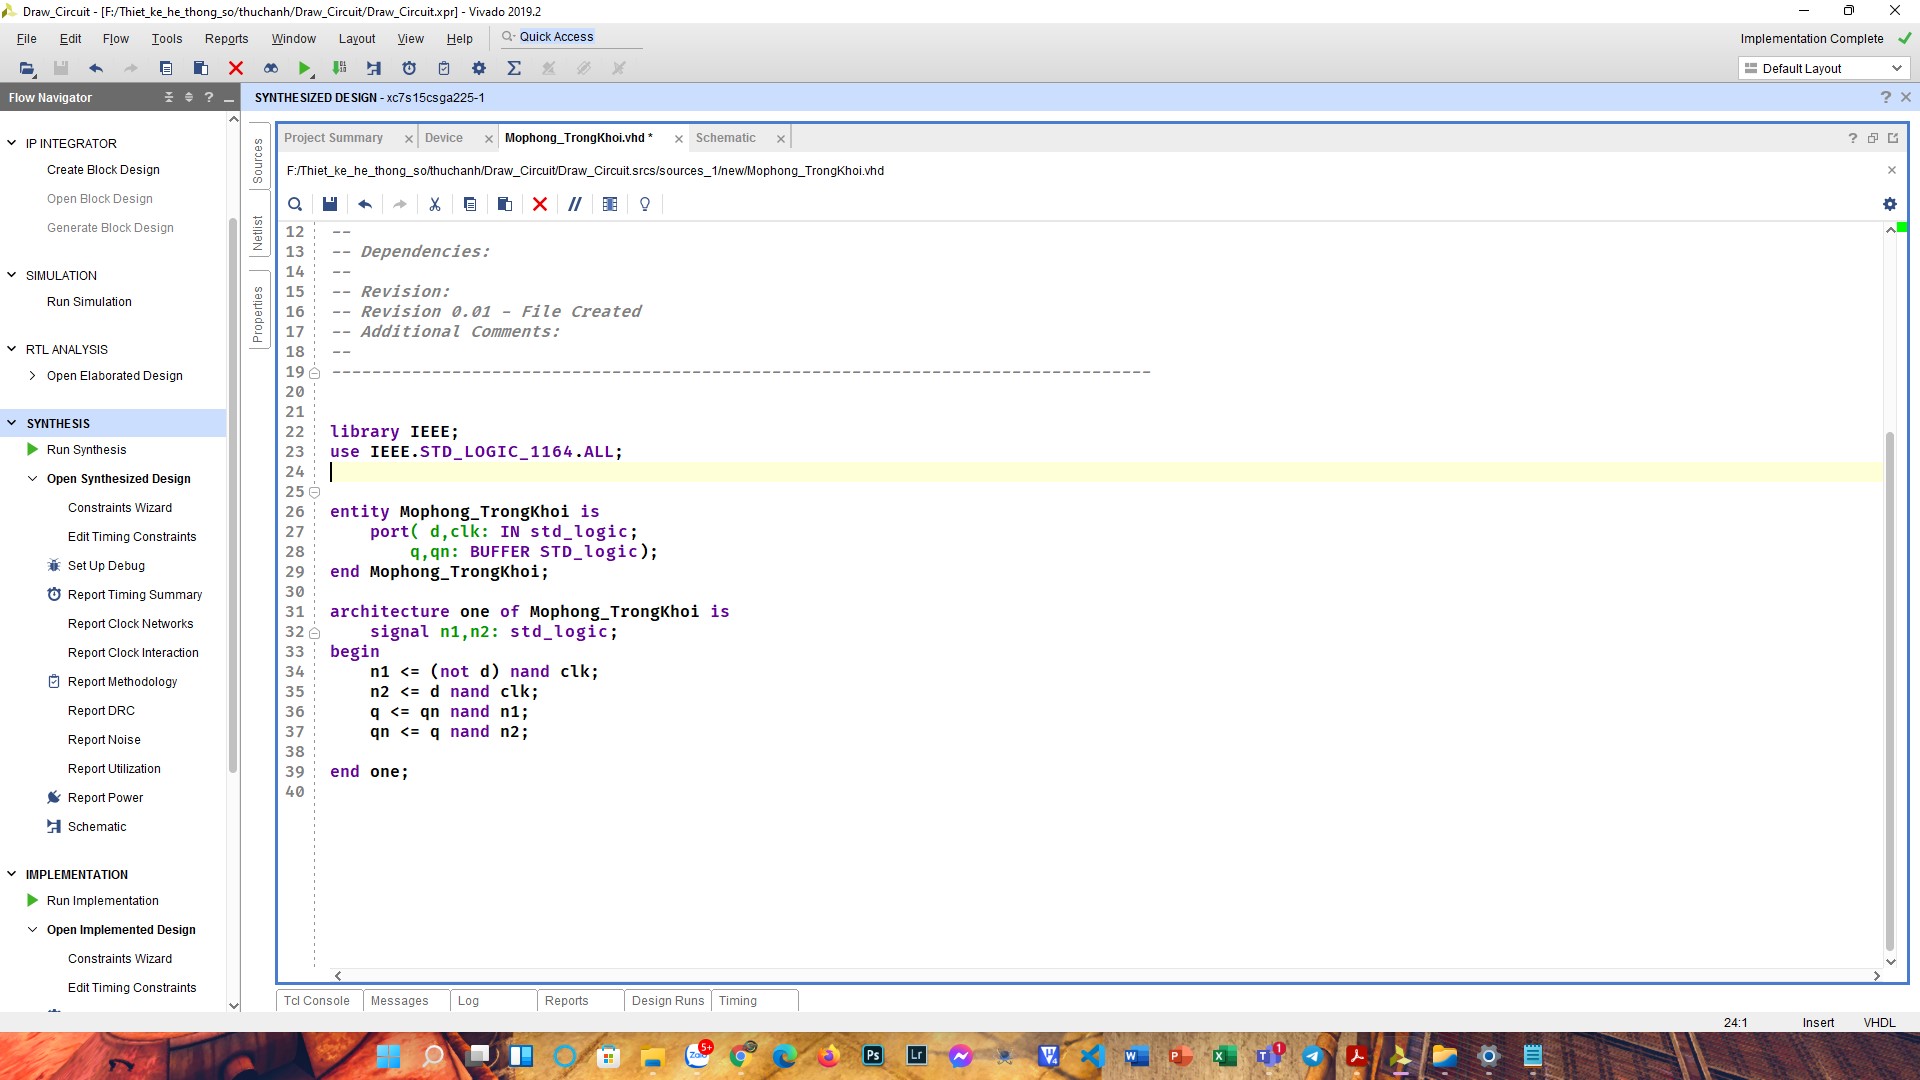 Draw_Circuit - [F:/Thiet_ke_he_thong_so/thuchanh/Draw_Circuit/Draw_Circuit.xpr] - Vivado 2019.2
File Edit Flow Tools Reports Window Layout View Help Quick Access
Implementation Complete
Default Layout
Flow Navigator ?
SYNTHESIZED DESIGN - xc7s15csga225-1 ?
IP INTEGRATOR
Create Block Design
Open Block Design
Generate Block Design
SIMULATION
Run Simulation
RTL ANALYSIS
Open Elaborated Design
SYNTHESIS
Run Synthesis
Open Synthesized Design
Constraints Wizard
Edit Timing Constraints
Set Up Debug
Report Timing Summary
Report Clock Networks
Report Clock Interaction
Report Methodology
Report DRC
Report Noise
Report Utilization
Report Power
Schematic
IMPLEMENTATION
Run Implementation
Open Implemented Design
Constraints Wizard
Edit Timing Constraints
Sources
Netlist
Properties
Project Summary Device Mophong_TrongKhoi.vhd * Schematic ?
F:/Thiet_ke_he_thong_so/thuchanh/Draw_Circuit/Draw_Circuit.srcs/sources_1/new/Mophong_TrongKhoi.vhd
12 --
13 -- Dependencies:
14 --
15 -- Revision:
16 -- Revision 0.01 - File Created
17 -- Additional Comments:
18 --
19 ----------------------------------------------------------------------------------
20
21
22 library IEEE;
23 use IEEE.STD_LOGIC_1164.ALL;
24
25
26 entity Mophong_TrongKhoi is
27 port( d,clk: IN std_logic;
28 q,qn: BUFFER STD_logic);
29 end Mophong_TrongKhoi;
30
31 architecture one of Mophong_TrongKhoi is
32 signal n1,n2: std_logic;
33 begin
34 n1 <= (not d) nand clk;
35 n2 <= d nand clk;
36 q <= qn nand n1;
37 qn <= q nand n2;
38
39 end one;
40
Tcl Console Messages Log Reports Design Runs Timing
24:1 Insert VHDL
Zalo 5+ Ps Lr W P X T 1